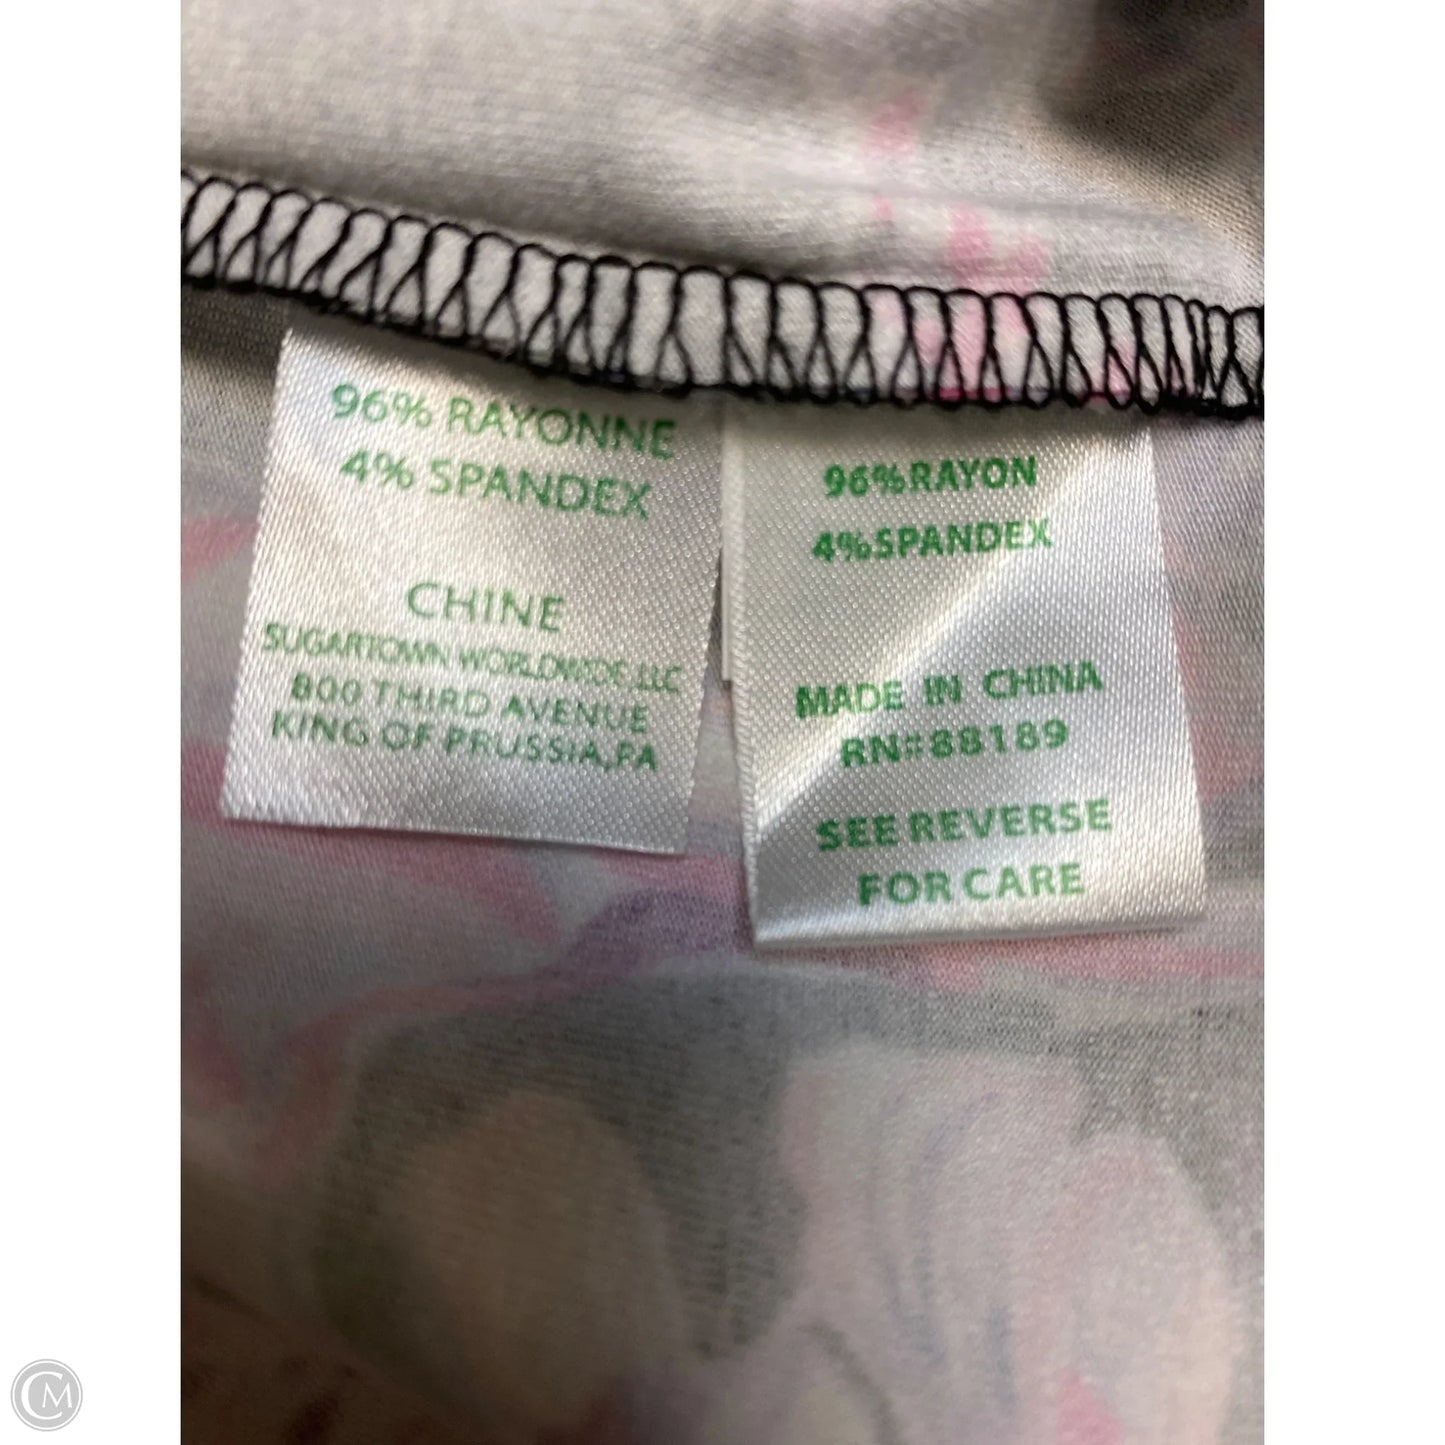 96% RAYONNE
4% SPANDEX
CHINE
SUGARTOWN WORLDWIDE LLC
800 THIRD AVENUE
KING OF PRUSSIA,PA
96%RAYON
4%SPANDEX
MADE IN CHINA
RN#88189
SEE REVERSE
FOR CARE
CM